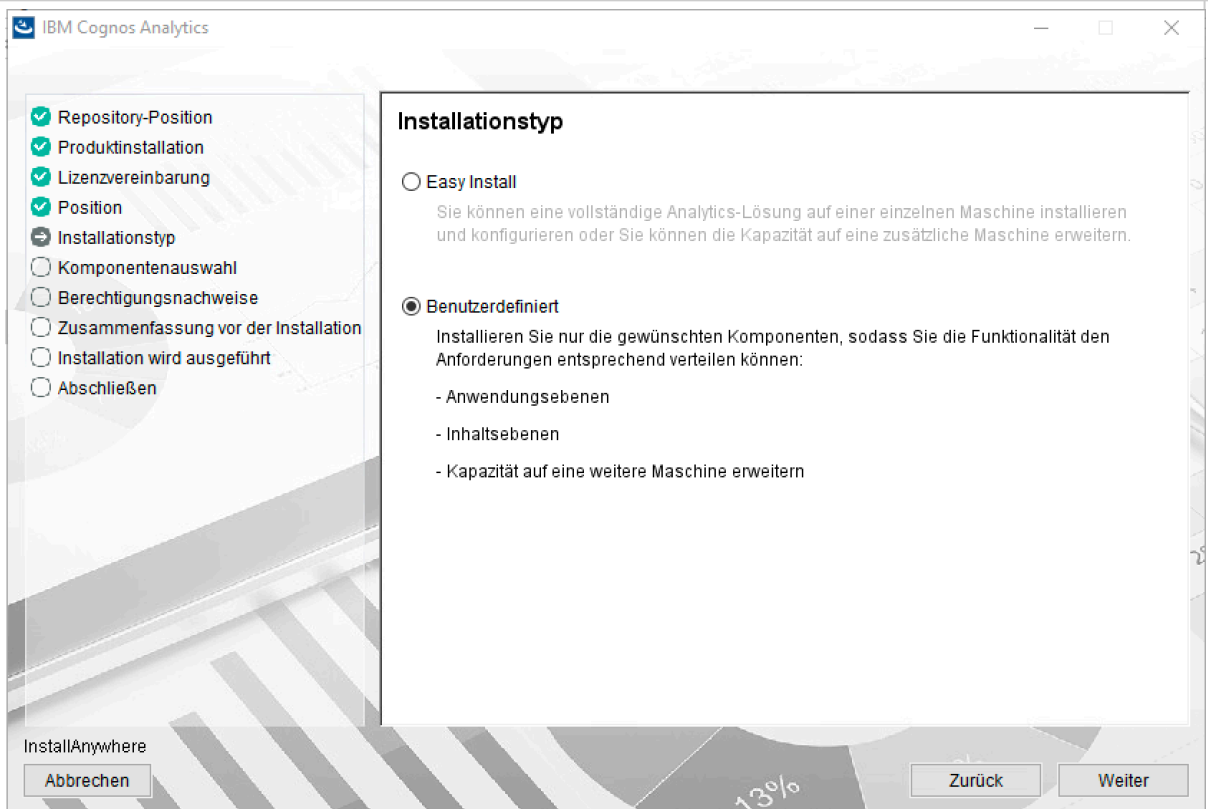 IBM Cognos Analytics
Repository-Position
Produktinstallation
Lizenzvereinbarung
Position
Installationstyp
Komponentenauswahl
Berechtigungsnachweise
Zusammenfassung vor der Installation
Installation wird ausgeführt
Abschließen
Installationstyp
Easy Install
Sie können eine vollständige Analytics-Lösung auf einer einzelnen Maschine installieren
und konfigurieren oder Sie können die Kapazität auf eine zusätzliche Maschine erweitern.
Benutzerdefiniert
Installieren Sie nur die gewünschten Komponenten, sodass Sie die Funktionalität den
Anforderungen entsprechend verteilen können:
- Anwendungsebenen
- Inhaltsebenen
- Kapazität auf eine weitere Maschine erweitern
InstallAnywhere
Abbrechen
13%
Zurück
Weiter